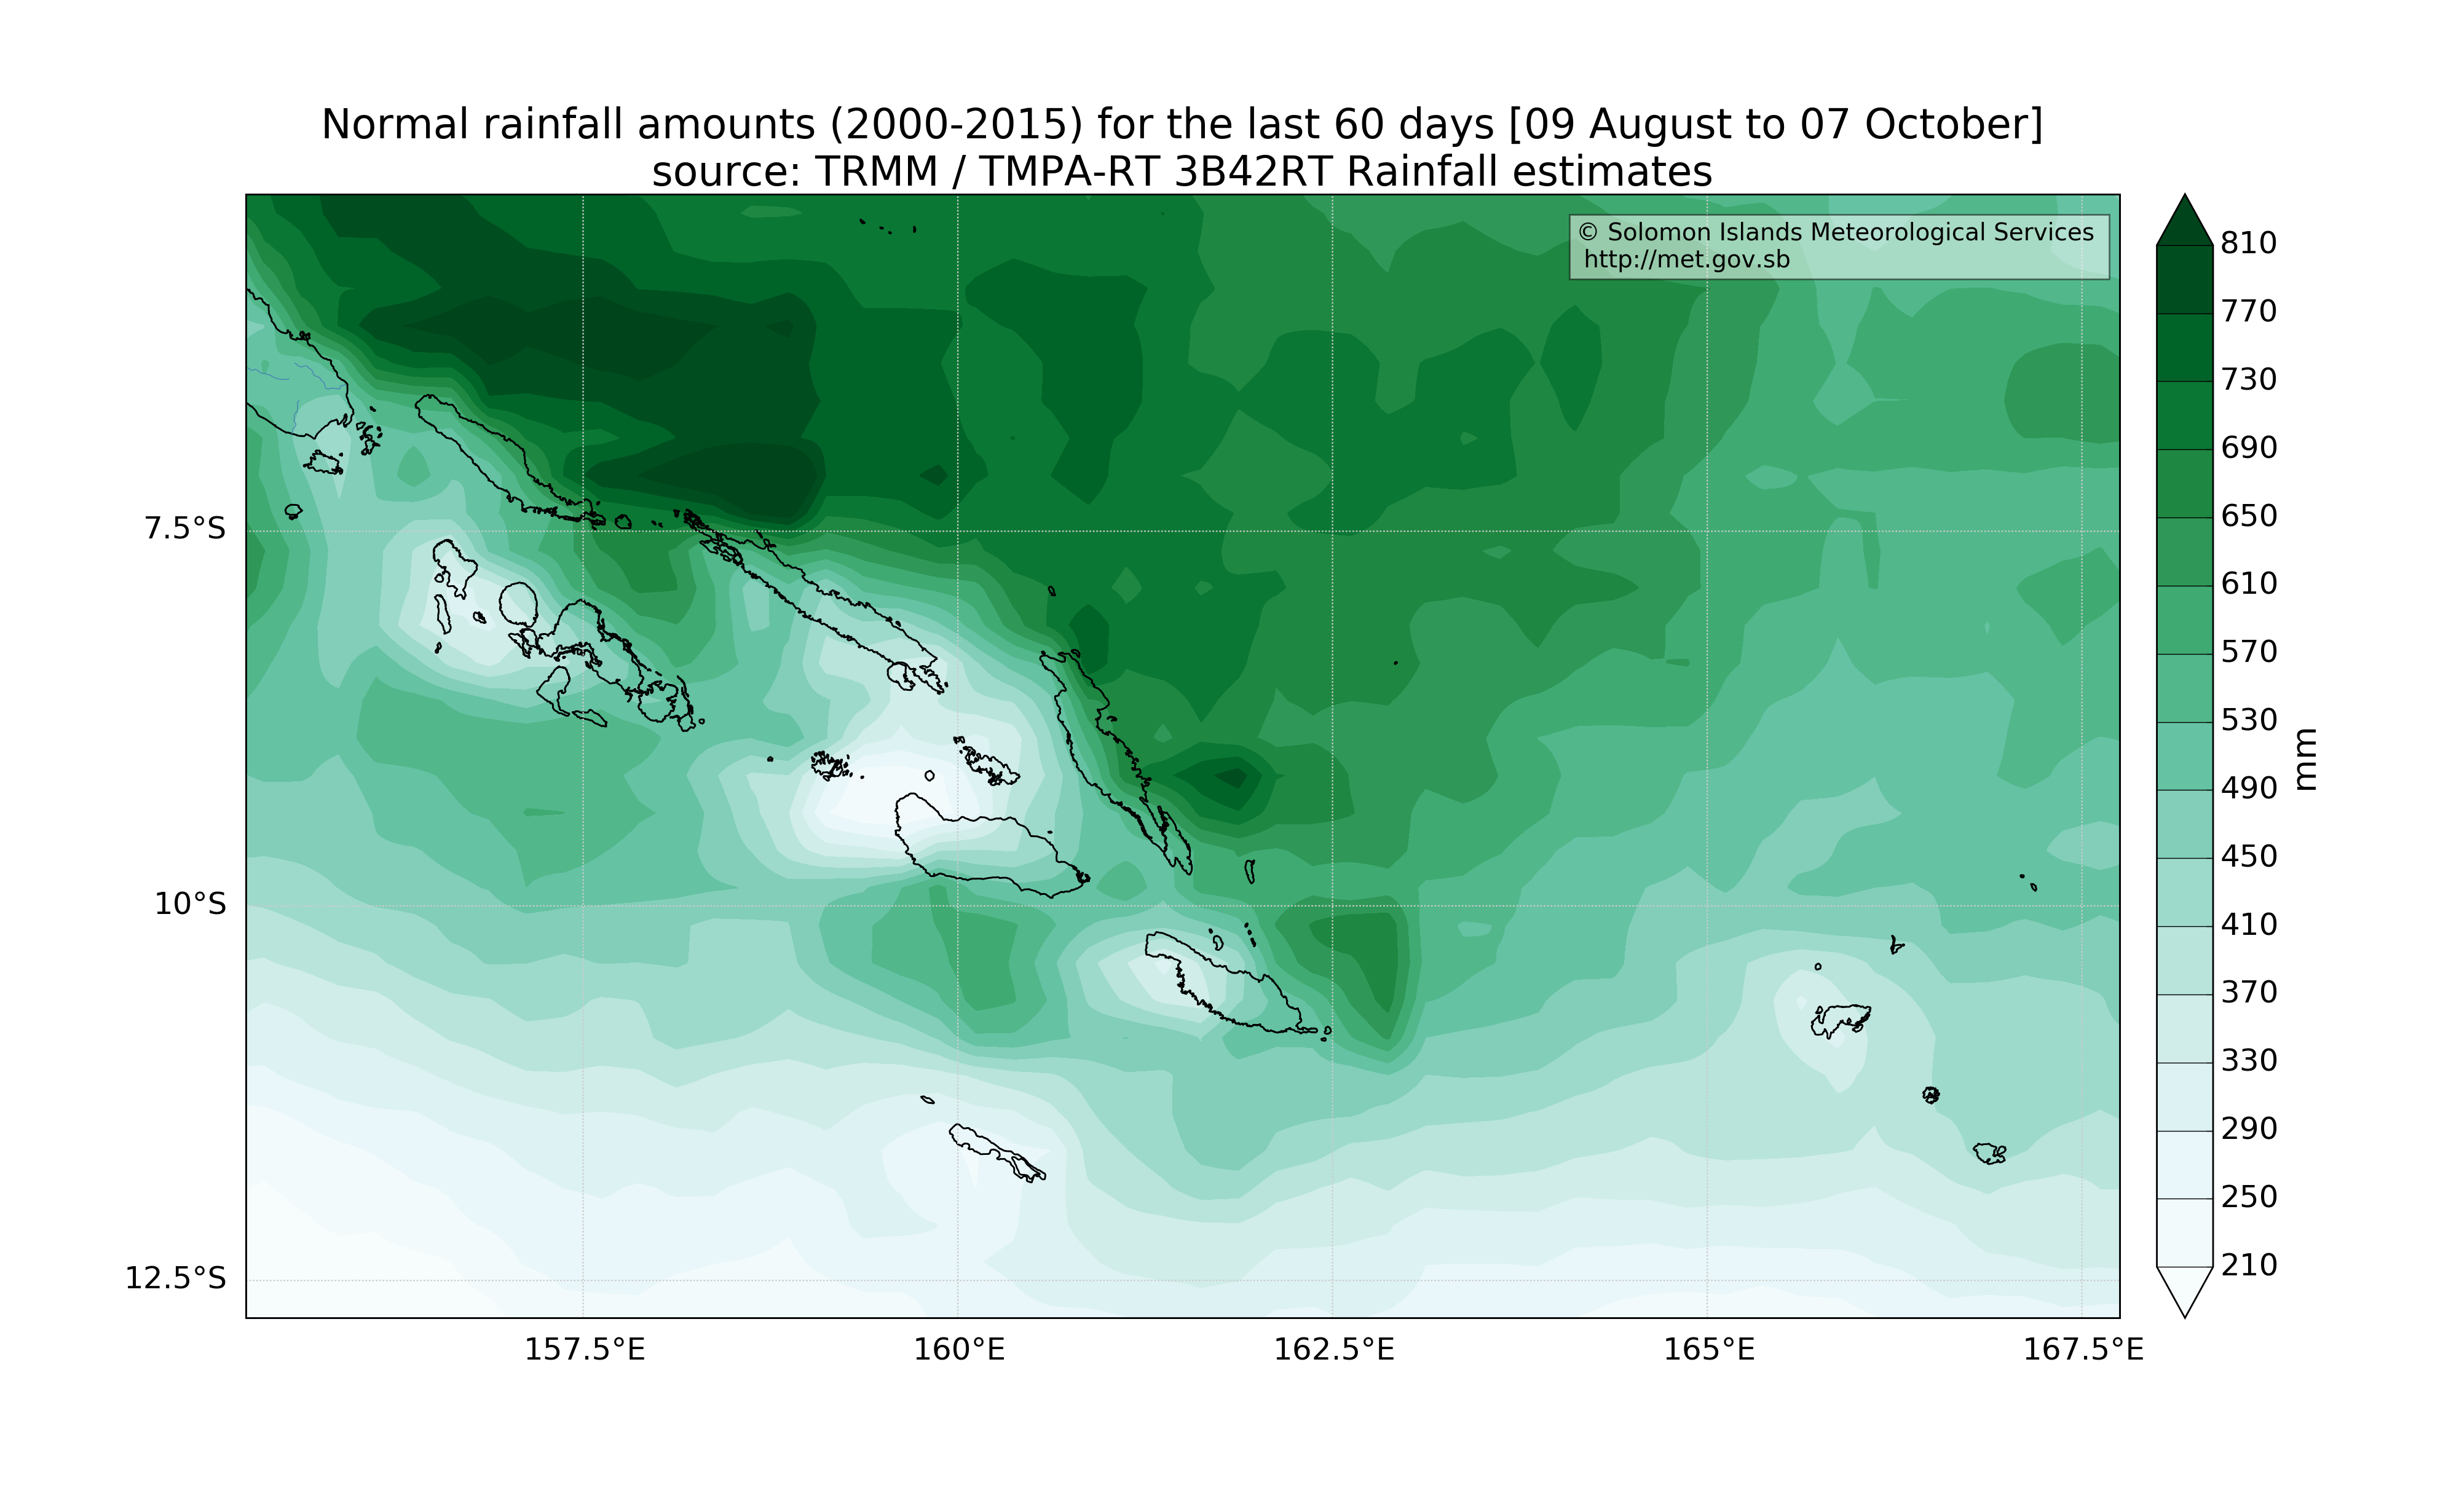 Normal rainfall amounts (2000-2015) for the last 60 days [09 August to 07 October]
source: TRMM / TMPA-RT 3B42RT Rainfall estimates
© Solomon Islands Meteorological Services
http://met.gov.sb
810
770
730
690
650
610
570
530
490
450
410
370
330
290
250
210
mm
7.5°S
10°S
12.5°S
157.5°E
160°E
162.5°E
165°E
167.5°E